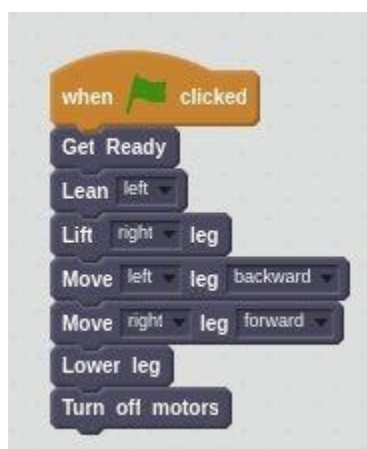 when clicked
Get Ready
Lean left
Lift right leg
Move left leg backward
Move right leg forward
Lower leg
Turn off motors